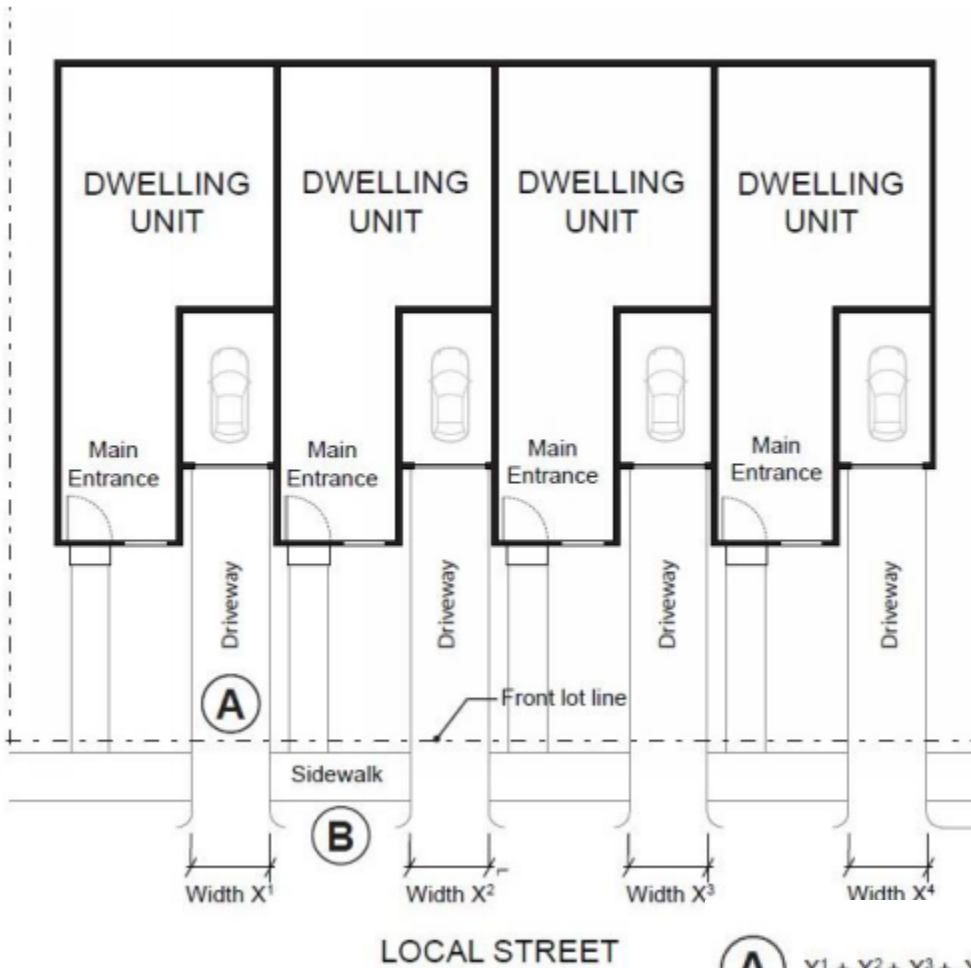 DWELLING
UNIT
DWELLING
UNIT
DWELLING
UNIT
DWELLING
UNIT
Main
Entrance
Main
Entrance
Main
Entrance
Main
Entrance
Driveway
Driveway
Driveway
Driveway
A
Front lot line
Sidewalk
B
Width X¹
Width X²
Width X³
Width X⁴
LOCAL STREET
A X¹ + X² + X³ +